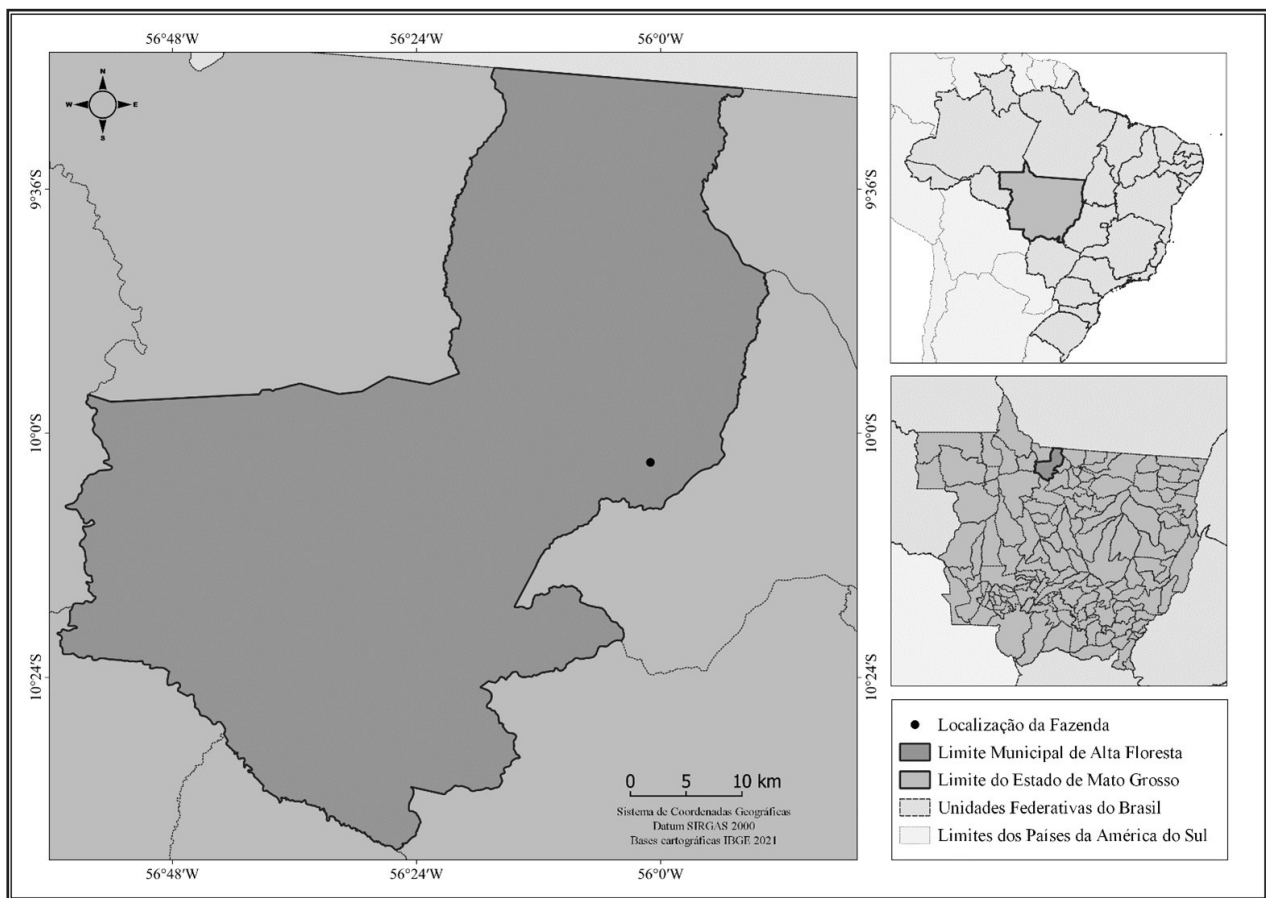 56°48'W 56°24'W 56°0'W
N
W E
S
9°36'S 9°36'S
10°0'S 10°0'S
10°24'S 10°24'S
0 5 10 km
Sistema de Coordenadas Geográficas
Datum SIRGAS 2000
Bases cartográficas IBGE 2021
56°48'W 56°24'W 56°0'W
Localização da Fazenda
Limite Municipal de Alta Floresta
Limite do Estado de Mato Grosso
Unidades Federativas do Brasil
Limites dos Países da América do Sul